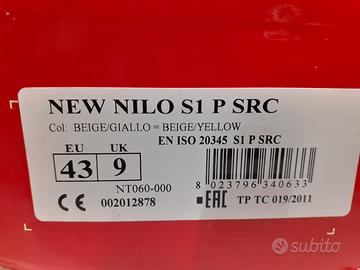 NEW NILO S1 P SRC
Col: BEIGE/GIALLO = BEIGE/YELLOW
EN ISO 20345 S1 P SRC
EU UK
43 9
NT060-000
8 023796 340633
CE 002012878
EAC TP TC 019/2011
subito